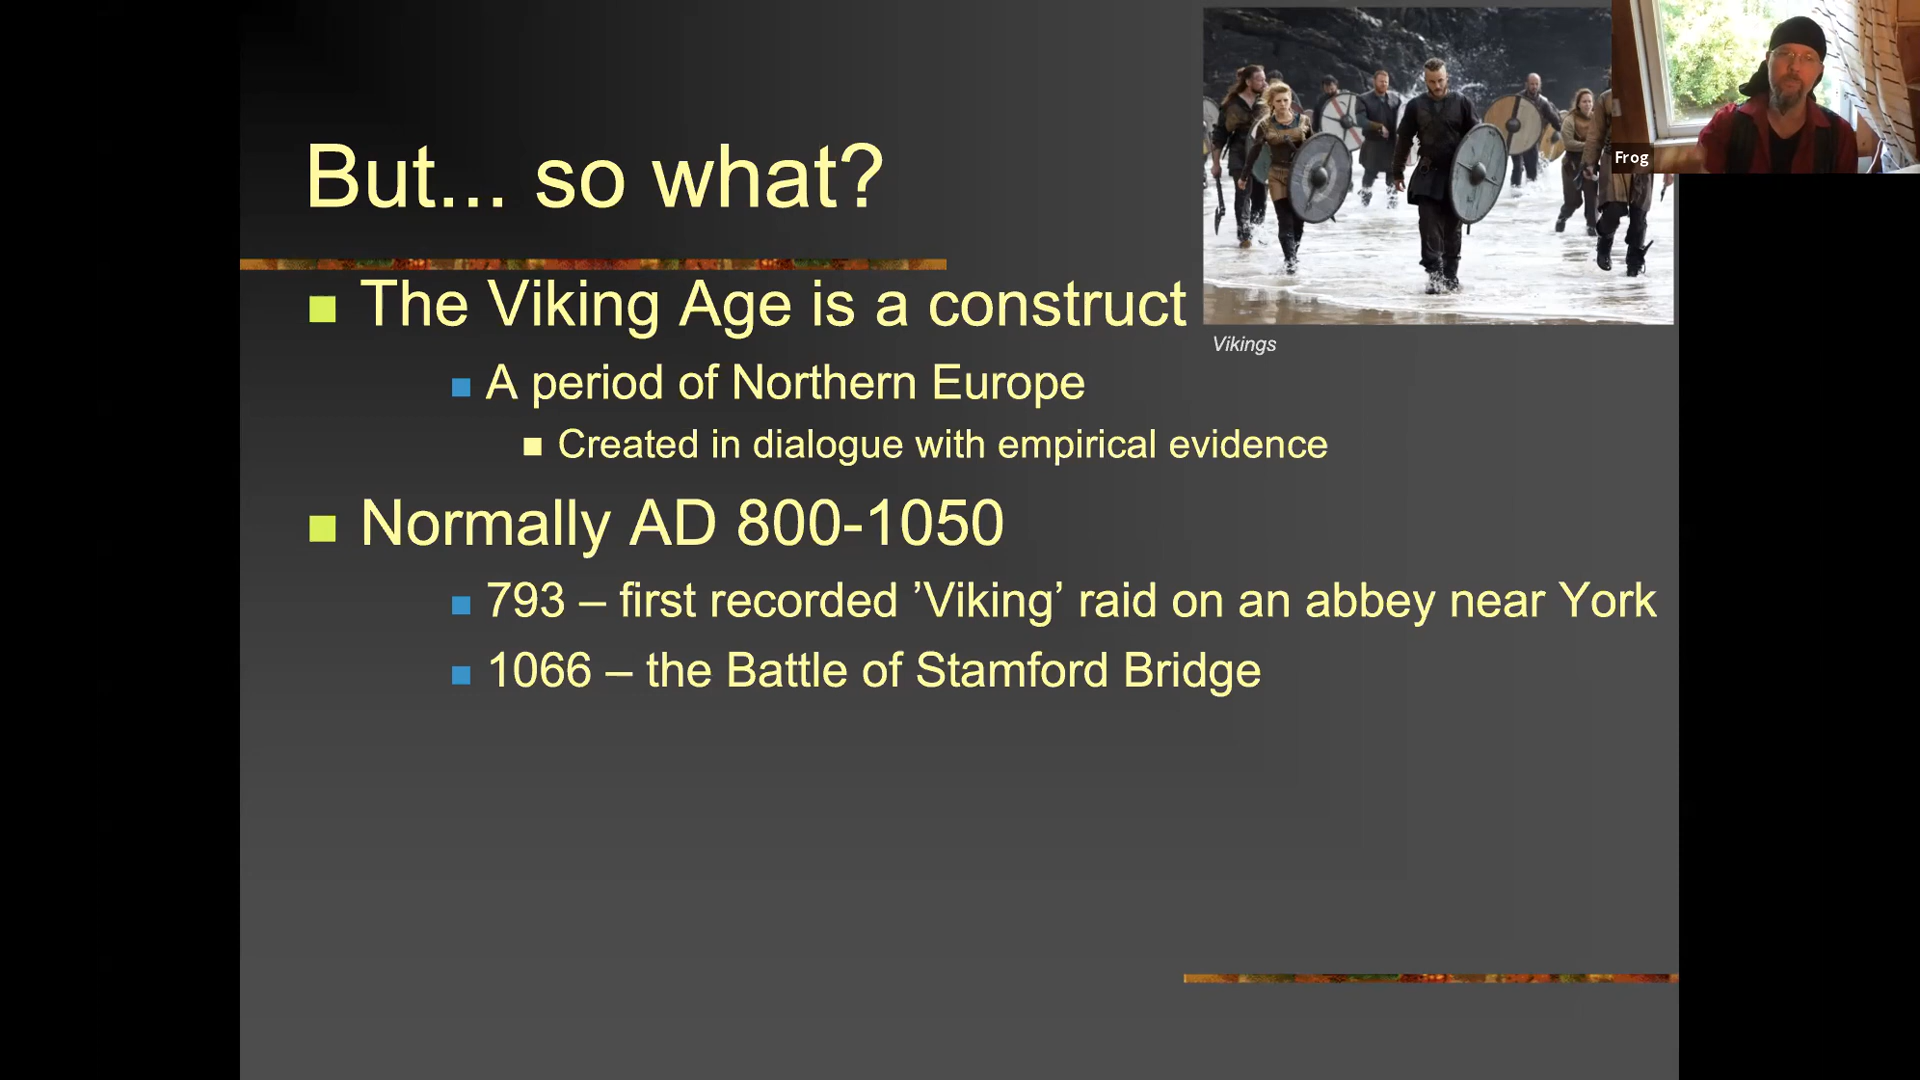 But... so what?
The Viking Age is a construct
Vikings
A period of Northern Europe
Created in dialogue with empirical evidence
Normally AD 800-1050
793 – first recorded ’Viking’ raid on an abbey near York
1066 – the Battle of Stamford Bridge
Frog